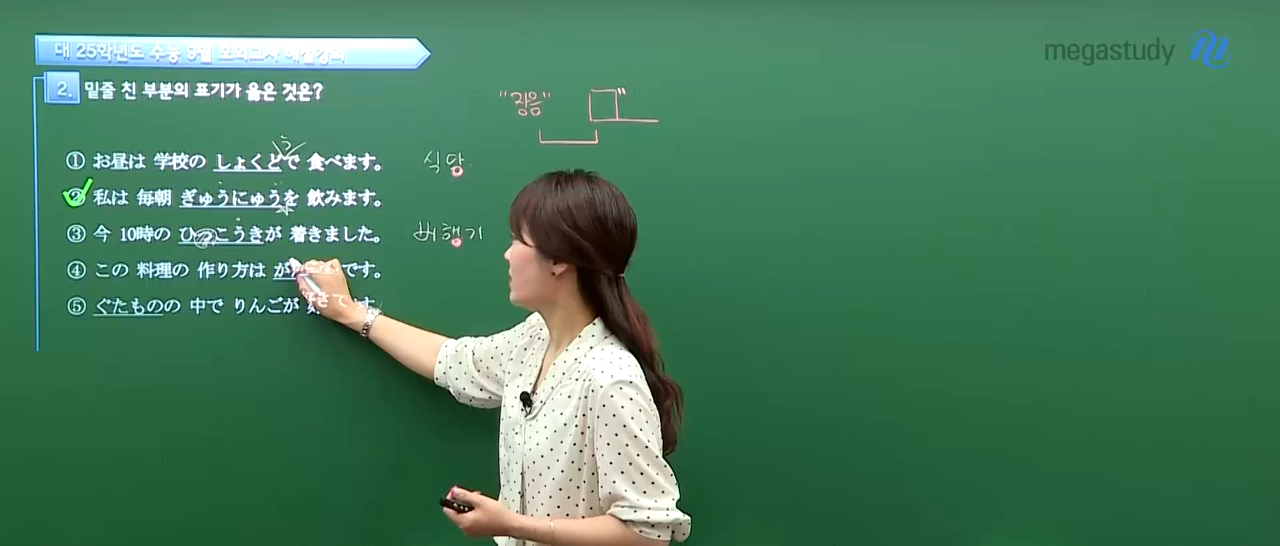 대 25학년도 수능 9월 모의고사 해설강의
megastudy
2. 밑줄 친 부분의 표기가 옳은 것은?
"장음" "
① お昼は 学校の しょくどで 食べます。 식당
う
② 私は 毎朝 ぎゅうにゅうを 飲みます。
③ 今 10時の ひっこうきが 着きました。 비행기
④ この 料理の 作り方は です。
⑤ ぐたものの 中で りんごが